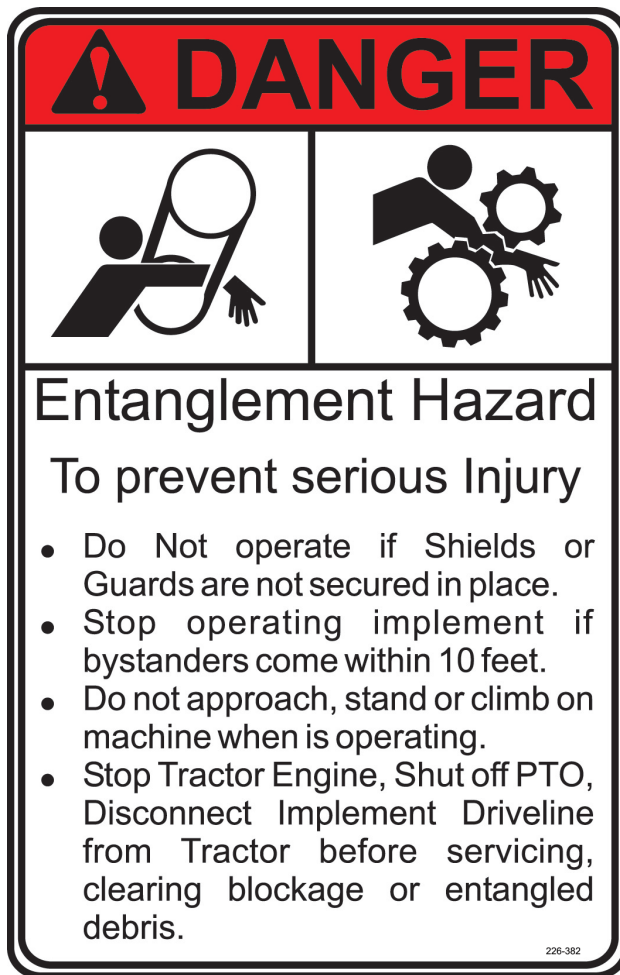 DANGER
Entanglement Hazard
To prevent serious Injury
• Do Not operate if Shields or
Guards are not secured in place.
• Stop operating implement if
bystanders come within 10 feet.
• Do not approach, stand or climb on
machine when is operating.
• Stop Tractor Engine, Shut off PTO,
Disconnect Implement Driveline
from Tractor before servicing,
clearing blockage or entangled
debris.
226-382